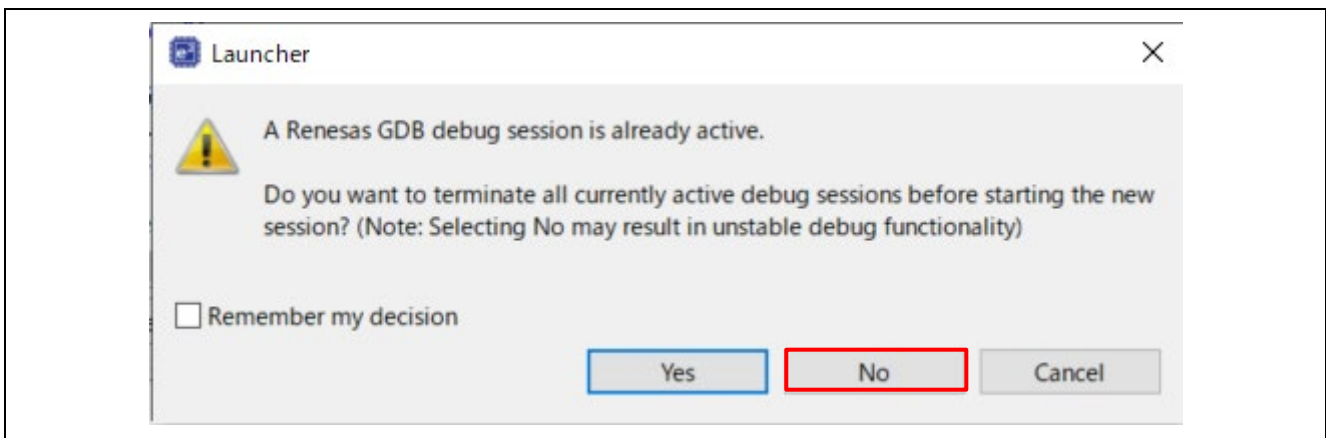 Launcher
A Renesas GDB debug session is already active.
Do you want to terminate all currently active debug sessions before starting the new
session? (Note: Selecting No may result in unstable debug functionality)
Remember my decision
Yes No Cancel